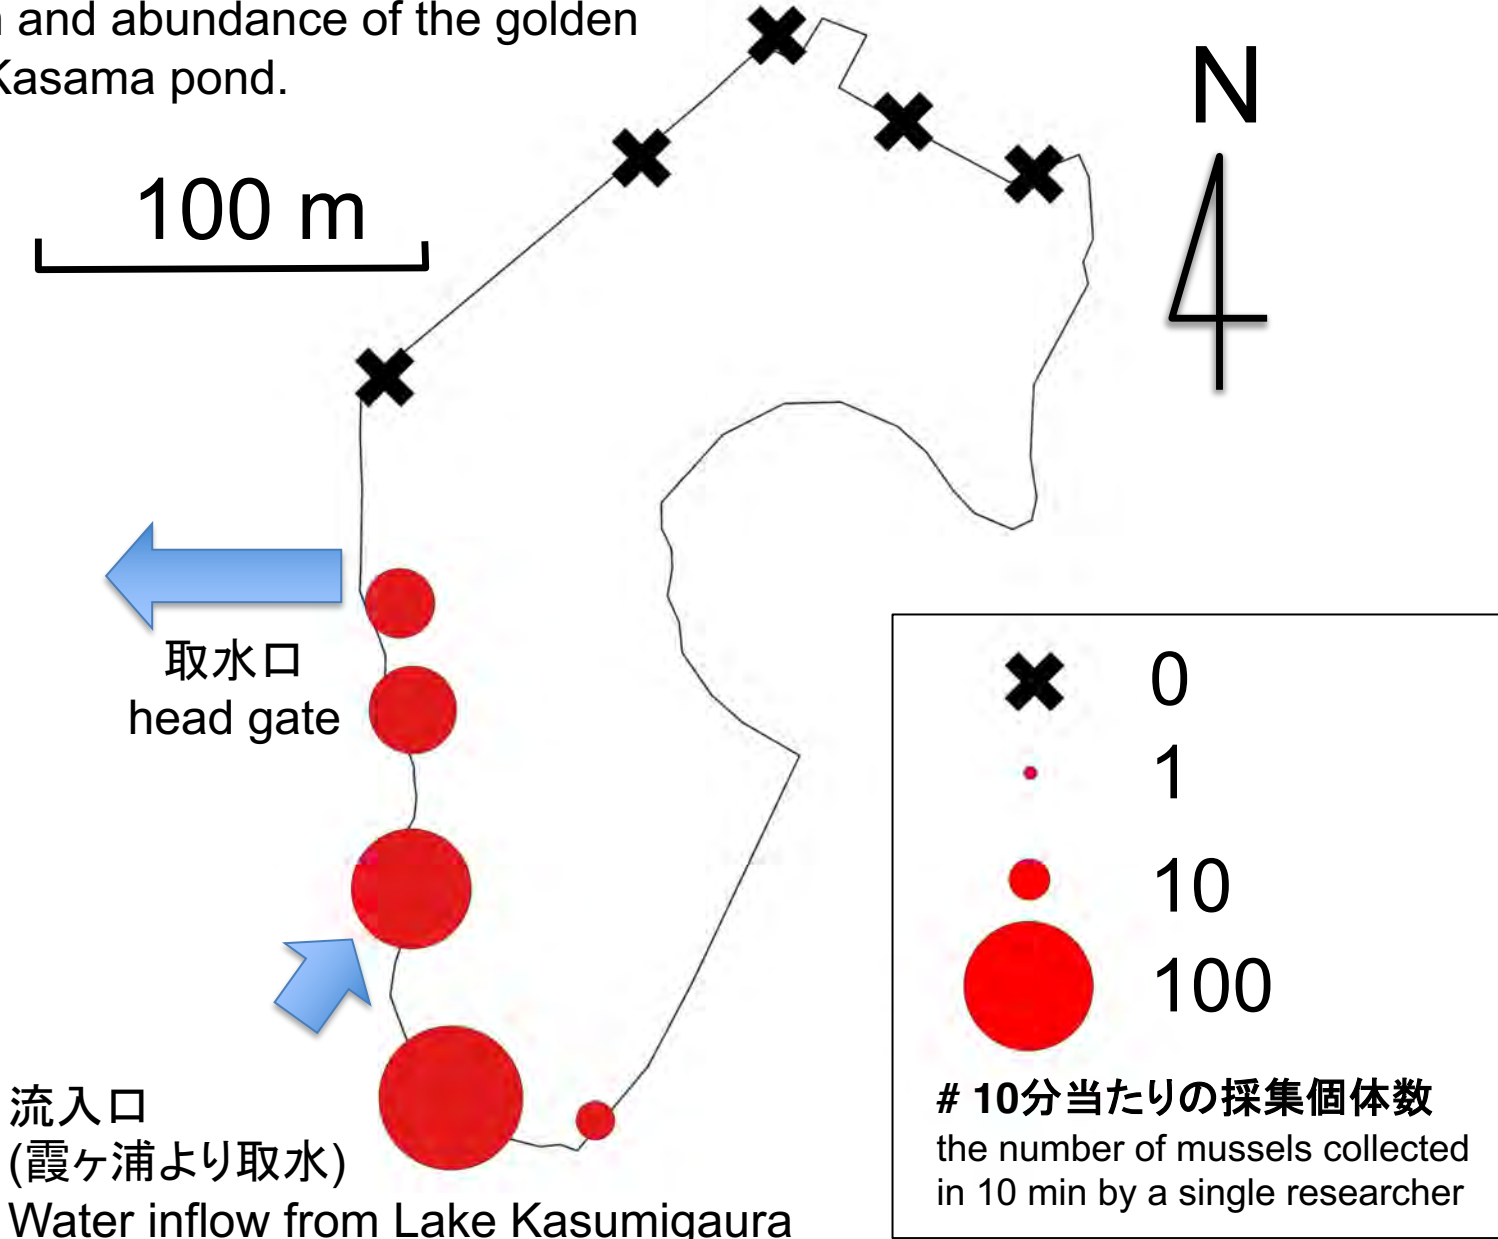 and abundance of the golden
Kasama pond.
N
100 m
取水口
head gate
0
1
10
100
# 10分当たりの採集個体数
the number of mussels collected
in 10 min by a single researcher
流入口
(霞ヶ浦より取水)
Water inflow from Lake Kasumigaura